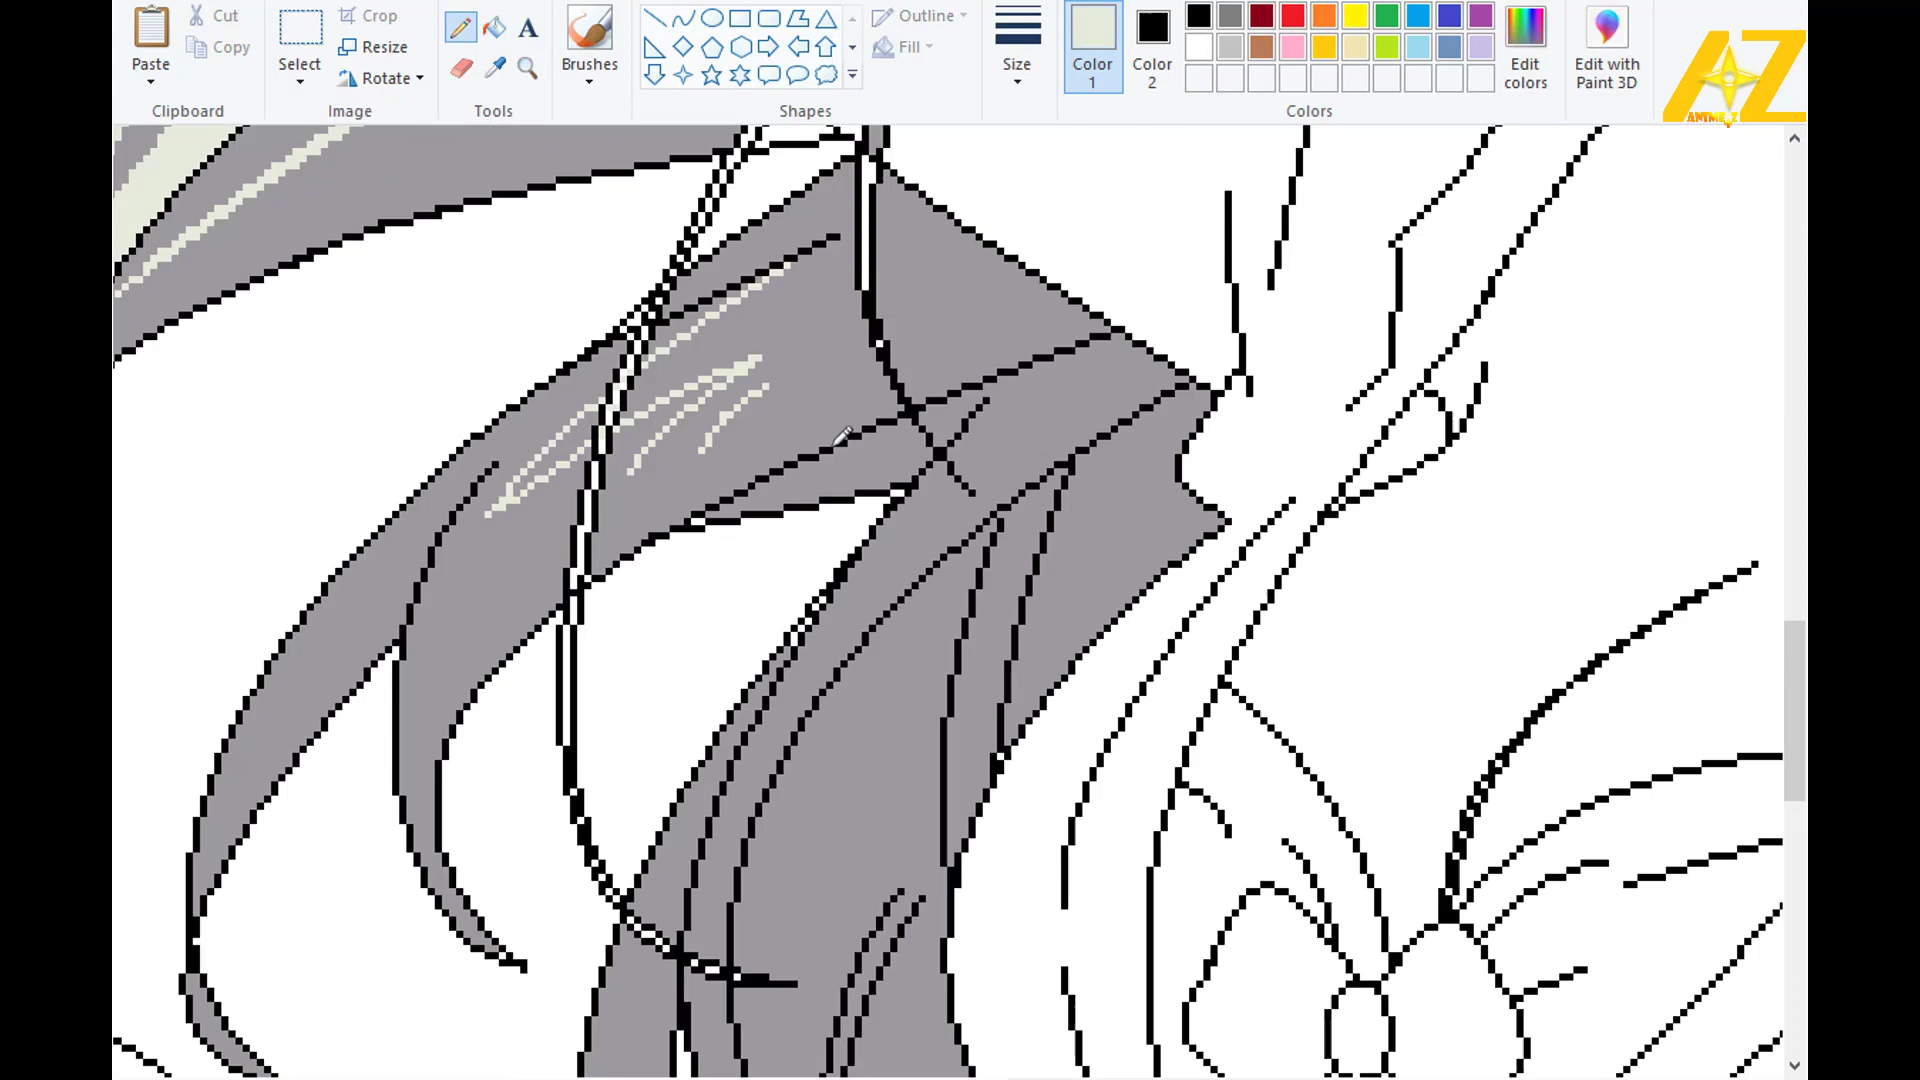 Paste
Cut
Copy
Clipboard
Select
Crop
Resize
Rotate
Image
A
Tools
Brushes
Shapes
Outline
Fill
Size
Color
1
Color
2
Edit
colors
Colors
Edit with
Paint 3D
AZ
ANIME Z